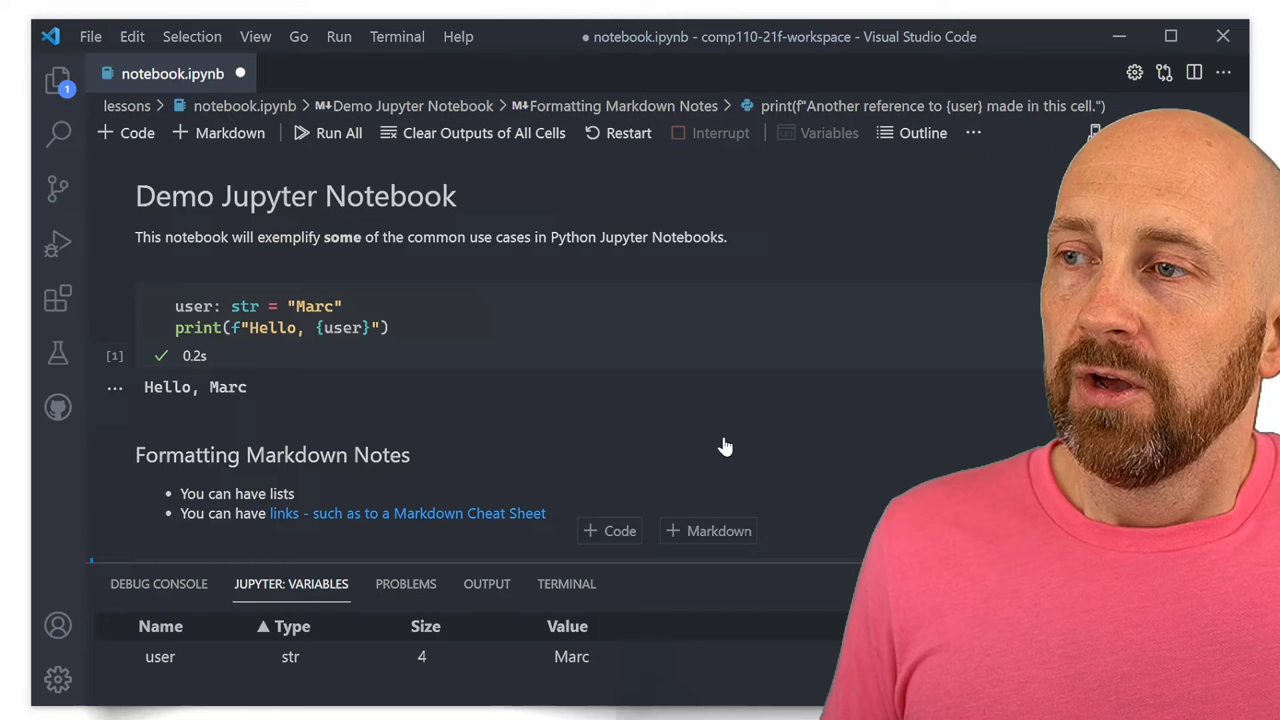 File Edit Selection View Go Run Terminal Help ● notebook.ipynb - comp110-21f-workspace - Visual Studio Code
notebook.ipynb
1
lessons > notebook.ipynb > Demo Jupyter Notebook > Formatting Markdown Notes > print(f"Another reference to {user} made in this cell.")
+ Code + Markdown Run All Clear Outputs of All Cells Restart Interrupt Variables Outline ...
Demo Jupyter Notebook
This notebook will exemplify some of the common use cases in Python Jupyter Notebooks.
user: str = "Marc"
print(f"Hello, {user}")
[1] ✓ 0.2s
... Hello, Marc
Formatting Markdown Notes
• You can have lists
• You can have links - such as to a Markdown Cheat Sheet
+ Code + Markdown
DEBUG CONSOLE JUPYTER: VARIABLES PROBLEMS OUTPUT TERMINAL
Name ▲ Type Size Value
user str 4 Marc